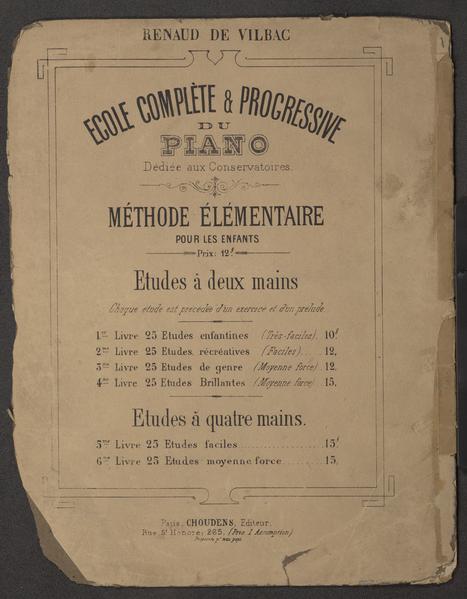 RENAUD DE VILBAC
ECOLE COMPLÈTE & PROGRESSIVE
DU
PIANO
Dédiée aux Conservatoires.
MÉTHODE ÉLÉMENTAIRE
POUR LES ENFANTS
Prix: 12f
Etudes à deux mains
Chaque étude est précédée d'un exercice et d'un prélude
1er Livre 25 Etudes enfantines (Très-faciles). 10f
2me Livre 25 Etudes récréatives (Faciles).... 12,
3me Livre 25 Etudes de genre (Moyenne force) 12,
4me Livre 25 Etudes Brillantes (Moyenne force) 15,
Etudes à quatre mains.
5me Livre 25 Etudes faciles.................... 15f
6me Livre 25 Etudes moyenne force......... 15,
Paris, CHOUDENS, Editeur,
Rue St Honoré, 265, (Près l'Assomption)
Propriété pr tous pays